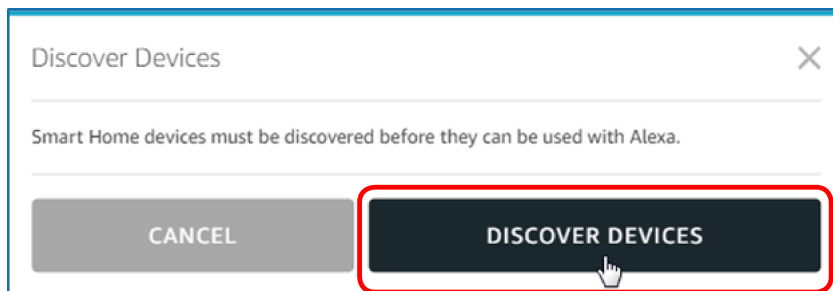 Discover Devices
Smart Home devices must be discovered before they can be used with Alexa.
CANCEL
DISCOVER DEVICES